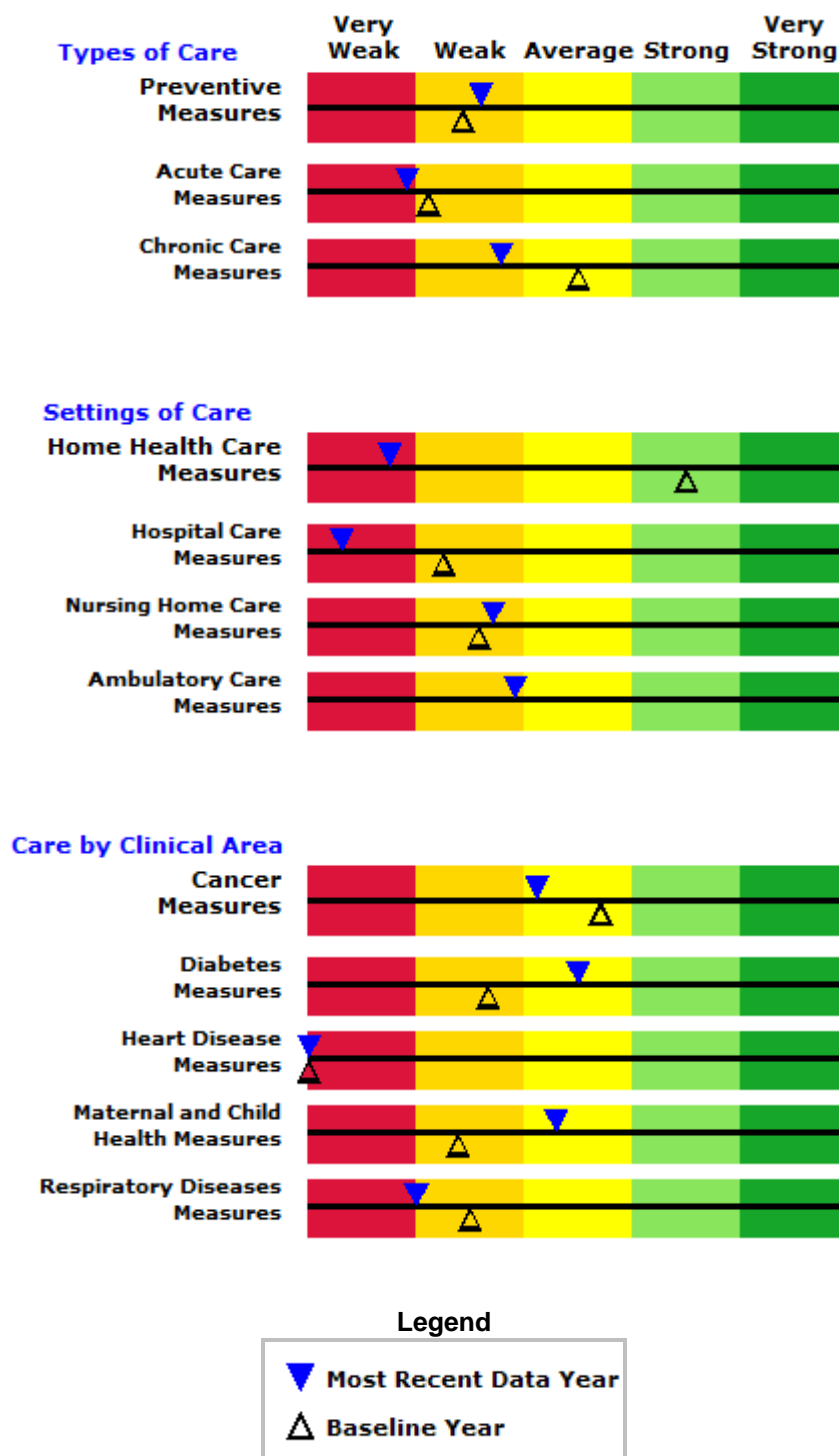 Very
Very
Types of Care
Weak
Weak
Average
Strong
Strong
Preventive
Measures
Acute Care
Measures
Chronic Care
Measures
Settings of Care
Home Health Care
Measures
Hospital Care
Measures
Nursing Home Care
Measures
Ambulatory Care
Measures
Care by Clinical Area
Cancer
Measures
Diabetes
Measures
Heart Disease
Measures
Maternal and Child
Health Measures
Respiratory Diseases
Measures
Legend
Most Recent Data Year
Baseline Year